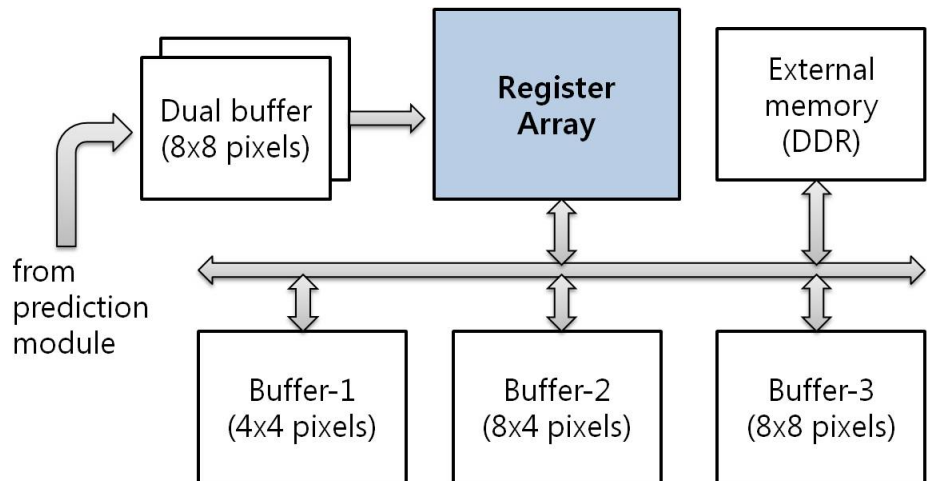 Dual buffer
(8x8 pixels)
Register
Array
External
memory
(DDR)
from
prediction
module
Buffer-1
(4x4 pixels)
Buffer-2
(8x4 pixels)
Buffer-3
(8x8 pixels)